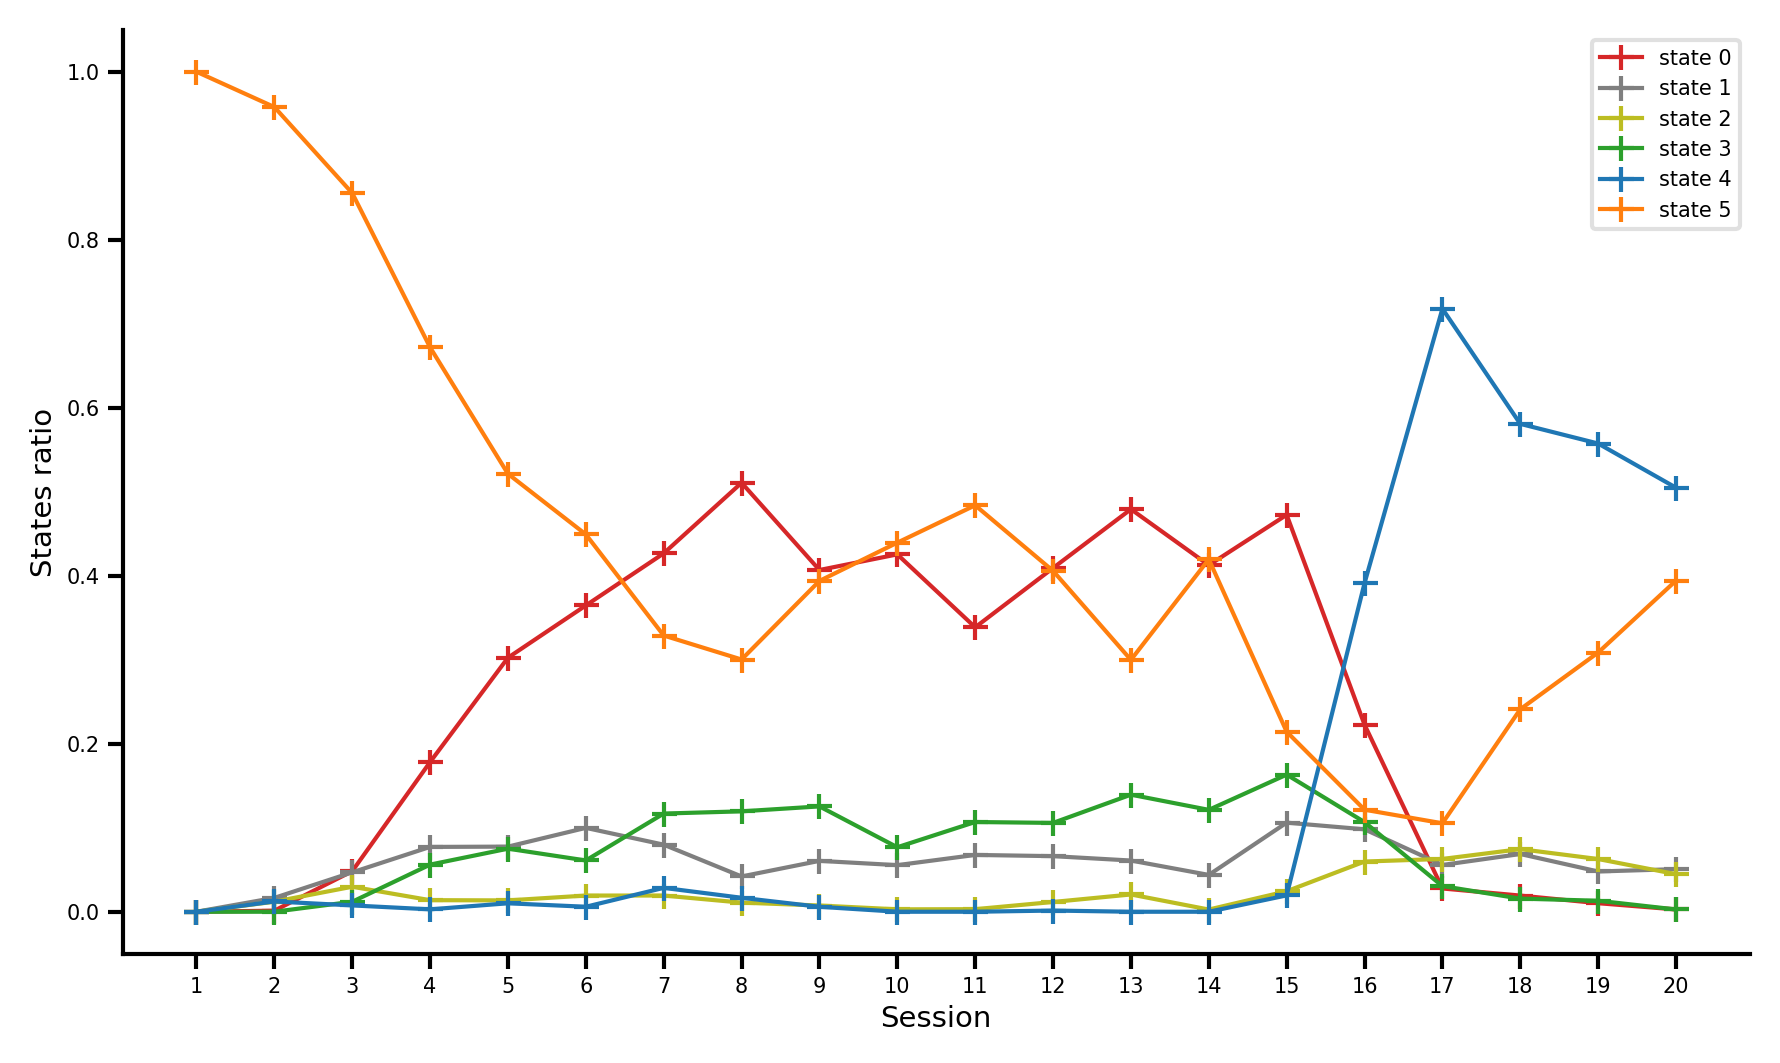 state 0
state 1
state 2
state 3
state 4
state 5
States ratio
1.0
0.8
0.6
0.4
0.2
0.0
1 2 3 4 5 6 7 8 9 10 11 12 13 14 15 16 17 18 19 20
Session